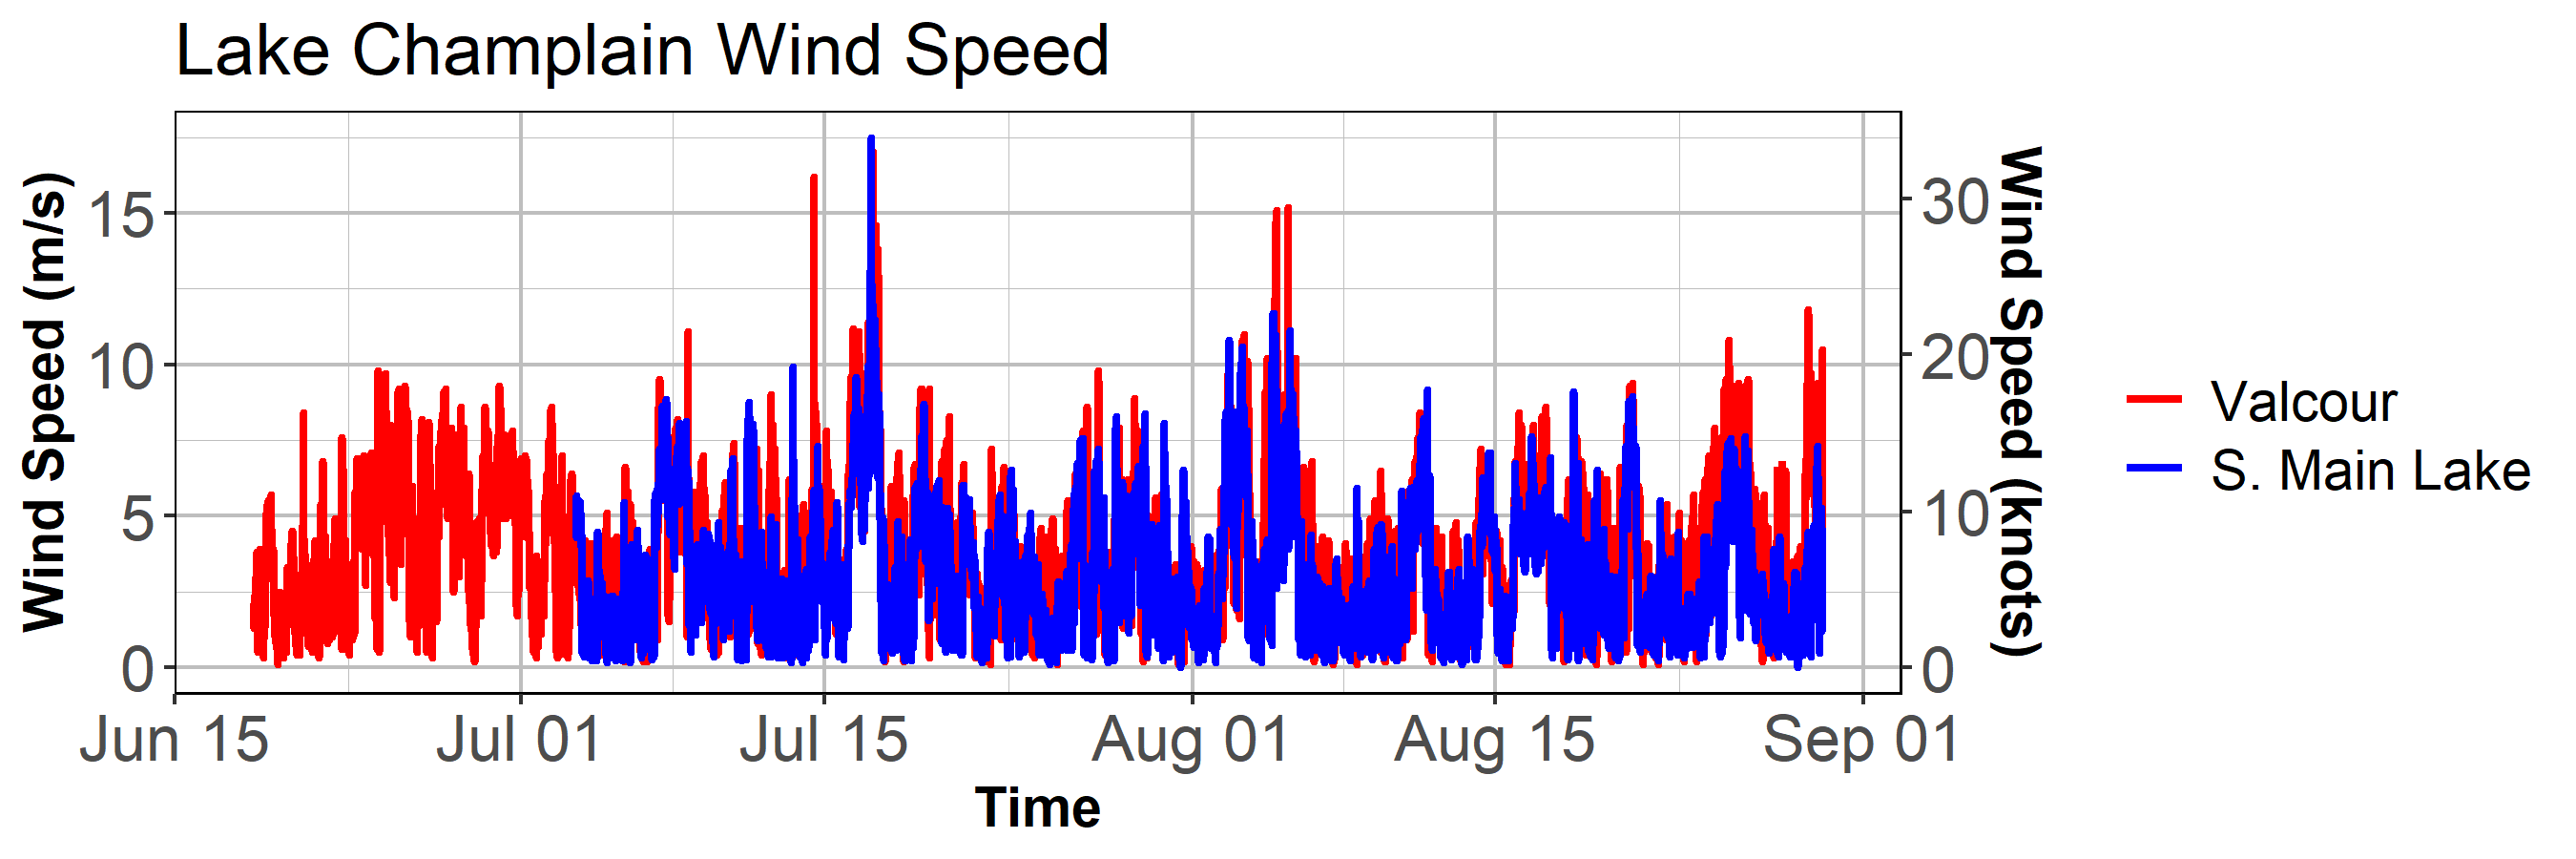 Lake Champlain Wind Speed
Wind Speed (m/s)
15
10
5
0
30
20
10
0
Wind Speed (knots)
Jun 15
Jul 01
Jul 15
Aug 01
Aug 15
Sep 01
Time
Valcour
S. Main Lake